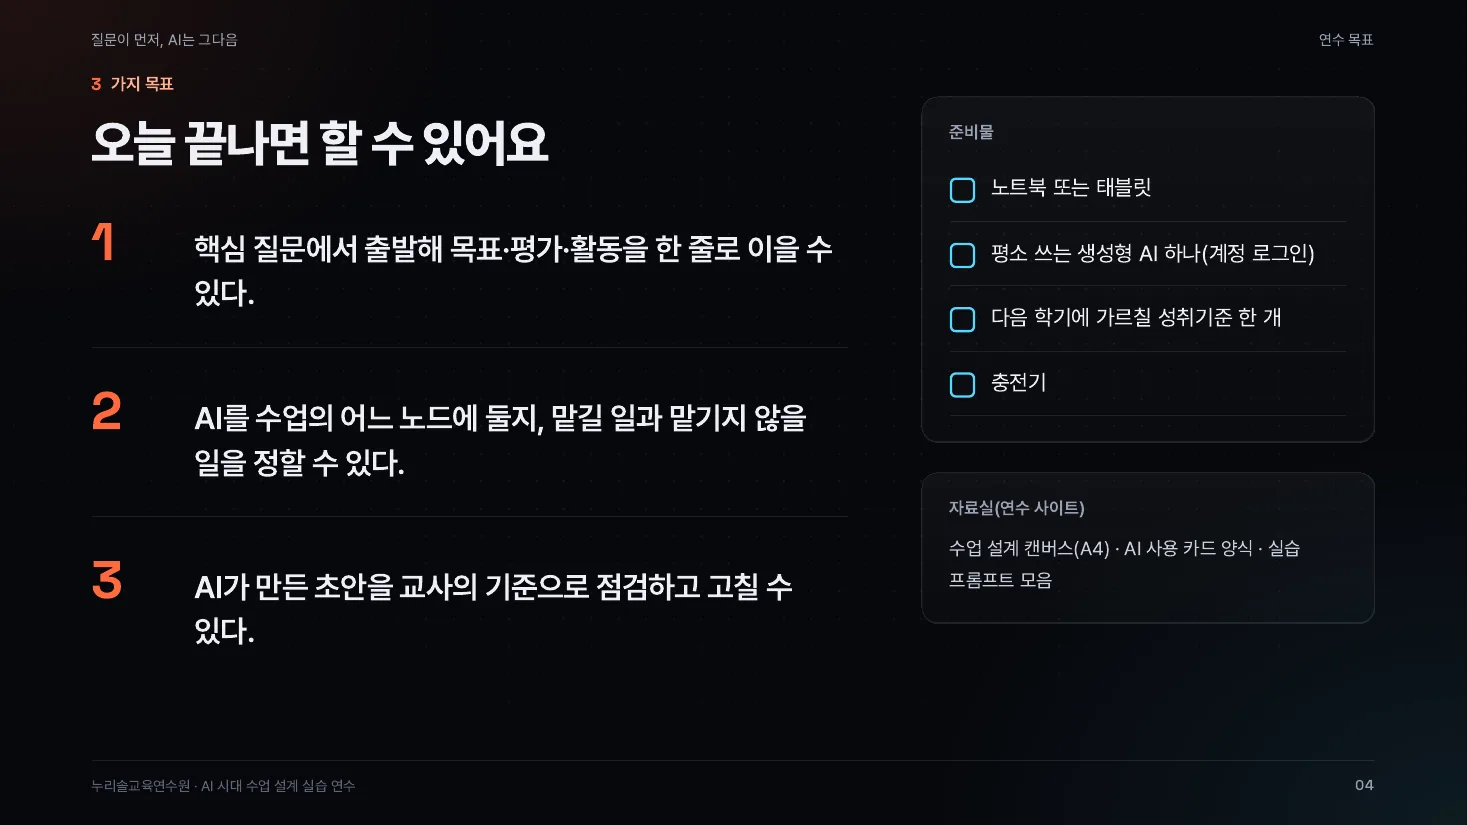 질문이 먼저, AI는 그다음
연수 목표
3 가지 목표
오늘 끝나면 할 수 있어요
1
핵심 질문에서 출발해 목표·평가·활동을 한 줄로 이을 수
있다.
2
AI를 수업의 어느 노드에 둘지, 맡길 일과 맡기지 않을
일을 정할 수 있다.
3
AI가 만든 초안을 교사의 기준으로 점검하고 고칠 수
있다.
준비물
노트북 또는 태블릿
평소 쓰는 생성형 AI 하나(계정 로그인)
다음 학기에 가르칠 성취기준 한 개
충전기
자료실(연수 사이트)
수업 설계 캔버스(A4) · AI 사용 카드 양식 · 실습
프롬프트 모음
누리솔교육연수원 · AI 시대 수업 설계 실습 연수
04